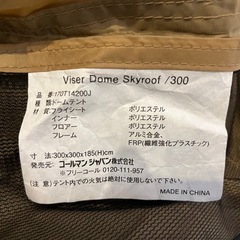 Viser Dome Skyroof /300
品番:170T14200J
種類ドームテント
材質:フライシート ポリエステル
インナー ポリエステル
フロアー ポリエステル
フレーム アルミ合金、
FRP(繊維強化プラスチック)
寸 法:300x300x185(H)cm
発売元:コールマン ジャパン株式会社
※フリーコール 0120-111-957
※テント内での火気は絶対に使用しないでください
MADE IN CHINA